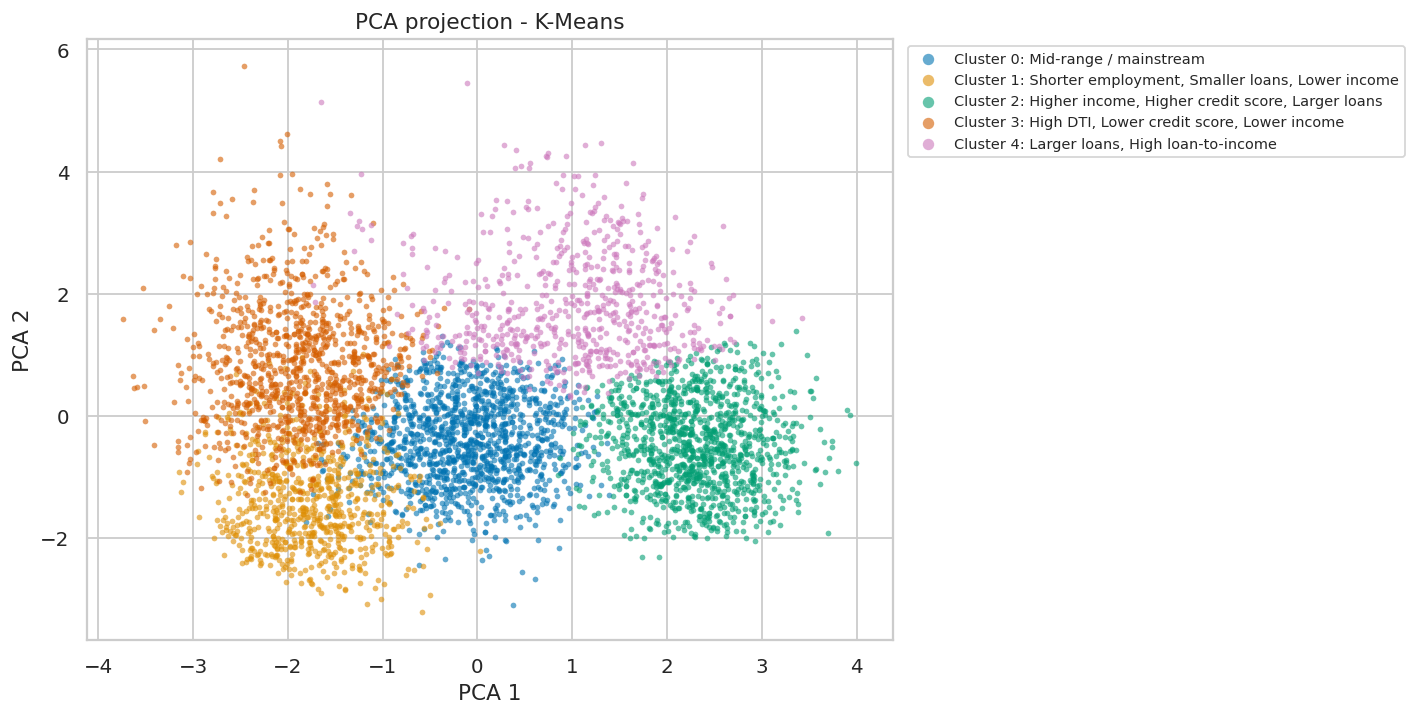 PCA projection - K-Means
Cluster 0: Mid-range / mainstream
Cluster 1: Shorter employment, Smaller loans, Lower income
Cluster 2: Higher income, Higher credit score, Larger loans
Cluster 3: High DTI, Lower credit score, Lower income
Cluster 4: Larger loans, High loan-to-income
PCA 2
6
4
2
0
−2
−4 −3 −2 −1 0 1 2 3 4
PCA 1